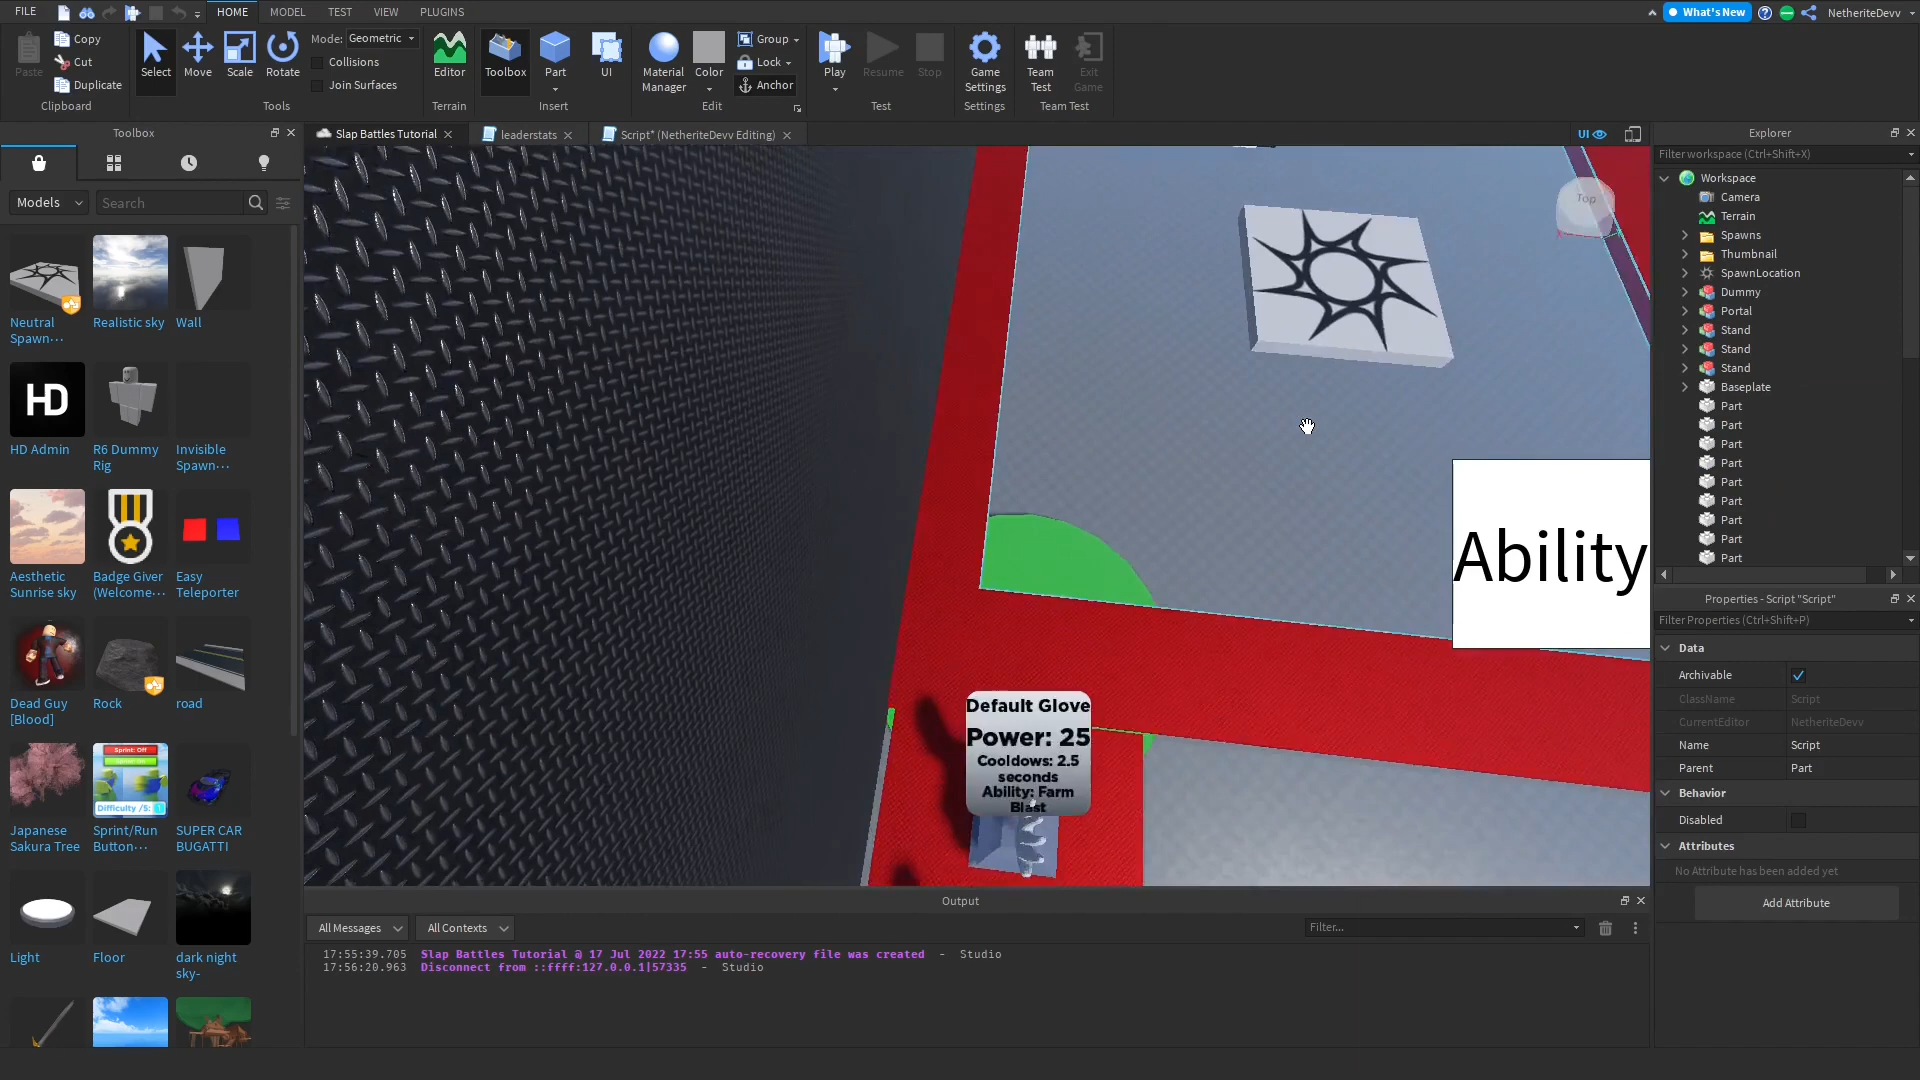 FILE
HOME
MODEL
TEST
VIEW
PLUGINS
What's New
NetheriteDevv
Paste
Copy
Cut
Duplicate
Clipboard
Select
Move
Scale
Rotate
Mode: Geometric
Collisions
Join Surfaces
Tools
Editor
Terrain
Toolbox
Part
UI
Insert
Material
Manager
Color
Group
Lock
Anchor
Edit
Play
Resume
Stop
Test
Game
Settings
Settings
Team
Test
Exit
Game
Team Test
Toolbox
Models
Search
Neutral
Spawn...
Realistic sky
Wall
HD
HD Admin
R6 Dummy
Rig
Invisible
Spawn...
Aesthetic
Sunrise sky
Badge Giver
(Welcome...
Easy
Teleporter
Dead Guy
[Blood]
Rock
road
Sprint: Off
Difficulty /5: 1
Japanese
Sakura Tree
Sprint/Run
Button...
SUPER CAR
BUGATTI
Light
Floor
dark night
sky-
Slap Battles Tutorial
leaderstats
Script* (NetheriteDevv Editing)
UI
Top
Ability
Default Glove
Power: 25
Cooldows: 2.5
seconds
Ability: Farm
Blast
Output
All Messages
All Contexts
Filter...
17:55:39.705 Slap Battles Tutorial @ 17 Jul 2022 17:55 auto-recovery file was created - Studio
17:56:20.963 Disconnect from ::ffff:127.0.0.1|57335 - Studio
Explorer
Filter workspace (Ctrl+Shift+X)
Workspace
Camera
Terrain
Spawns
Thumbnail
SpawnLocation
Dummy
Portal
Stand
Stand
Stand
Baseplate
Part
Part
Part
Part
Part
Part
Part
Part
Part
Properties - Script "Script"
Filter Properties (Ctrl+Shift+P)
Data
Archivable
ClassName Script
CurrentEditor NetheriteDevv
Name Script
Parent Part
Behavior
Disabled
Attributes
No Attribute has been added yet
Add Attribute